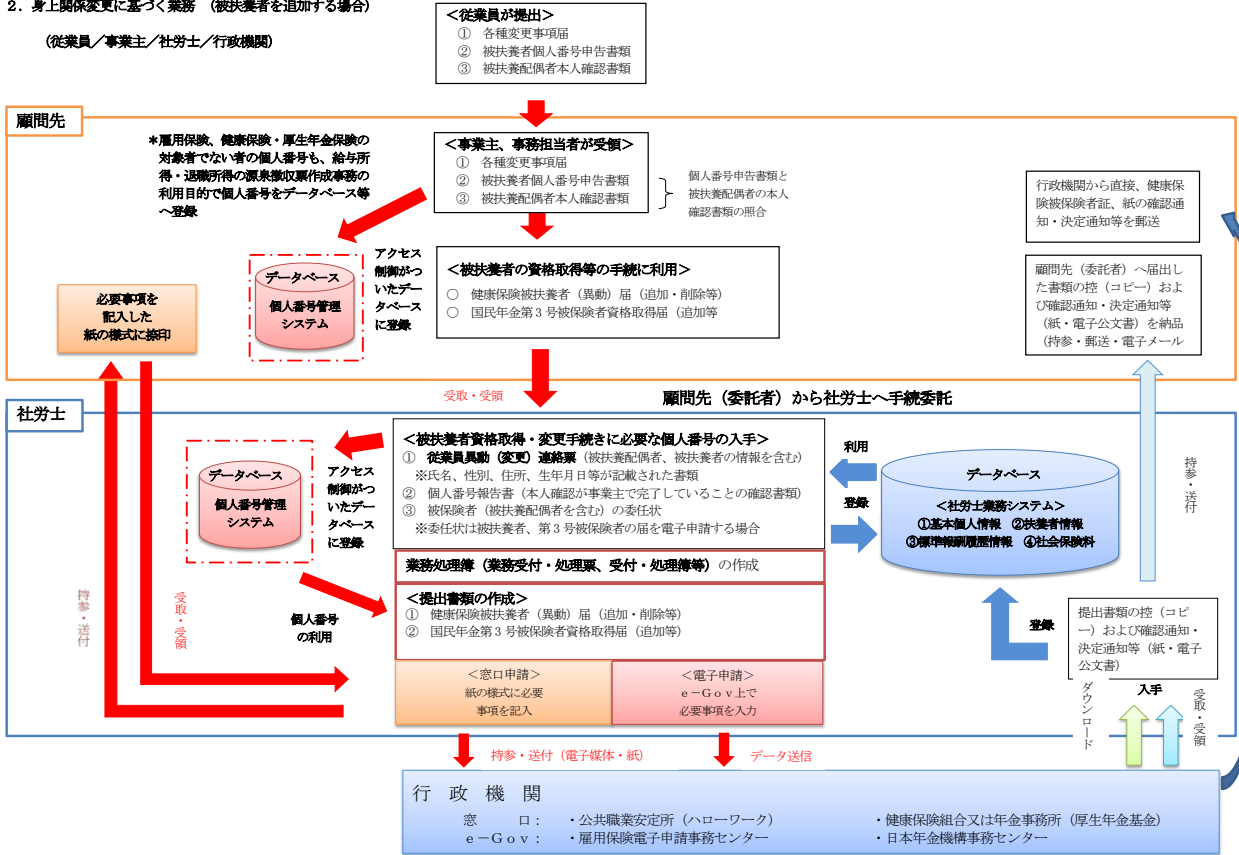 2. 身上関係変更に基づく業務 (被扶養者を追加する場合)
(従業員/事業主/社労士/行政機関)
<従業員が提出>
① 各種変更事項届
② 被扶養者個人番号申告書類
③ 被扶養配偶者本人確認書類
顧問先
*雇用保険、健康保険・厚生年金保険の
対象者でない者の個人番号も、給与所
得・退職所得の源泉徴収票作成事務の
利用目的で個人番号をデータベース等
へ登録
<事業主、事務担当者が受領>
① 各種変更事項届
② 被扶養者個人番号申告書類
③ 被扶養配偶者本人確認書類
個人番号申告書類と
被扶養配偶者の本人
確認書類の照合
行政機関から直接、健康保
険被保険者証、紙の確認通
知・決定通知等を郵送
データベース
個人番号管理
システム
アクセス
制御がつ
いたデー
タベース
に登録
<被扶養者の資格取得等の手続に利用>
○ 健康保険被扶養者(異動)届(追加・削除等)
○ 国民年金第3号被保険者資格取得届(追加等
顧問先(委託者)へ届出し
た書類の控(コピー)およ
び確認通知・決定通知等
(紙・電子公文書)を納品
(持参・郵送・電子メール
必要事項を
記入した
紙の様式に捺印
受取・受領
顧問先(委託者)から社労士へ手続委託
社労士
<被扶養者資格取得・変更手続きに必要な個人番号の入手>
① 従業員異動(変更)連絡票(被扶養配偶者、被扶養者の情報を含む)
※氏名、性別、住所、生年月日等が記載された書類
② 個人番号報告書(本人確認が事業主で完了していることの確認書類)
③ 被保険者(被扶養配偶者を含む)の委任状
※委任状は被扶養者、第3号被保険者の届を電子申請する場合
データベース
個人番号管理
システム
アクセス
制御がつ
いたデー
タベース
に登録
利用
登録
データベース
<社労士業務システム>
①基本個人情報 ②扶養者情報
③標準報酬履歴情報 ④社会保険料
持参・送付
業務処理簿(業務受付・処理票、受付・処理簿等)の作成
<提出書類の作成>
① 健康保険被扶養者(異動)届(追加・削除等)
② 国民年金第3号被保険者資格取得届(追加等)
持参・送付
受取・受領
個人番号
の利用
登録
提出書類の控(コピ
ー)および確認通知・
決定通知等(紙・電子
公文書)
<窓口申請>
紙の様式に必要
事項を記入
<電子申請>
e-Gov上で
必要事項を入力
ダウンロード
入手
受取・受領
持参・送付(電子媒体・紙)
データ送信
行政機関
窓口: ・公共職業安定所(ハローワーク) ・健康保険組合又は年金事務所(厚生年金基金)
e-Gov: ・雇用保険電子申請事務センター ・日本年金機構事務センター